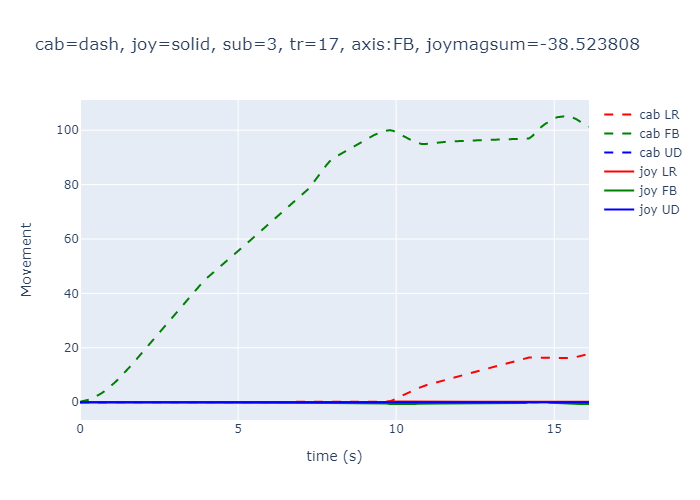 cab=dash, joy=solid, sub=3, tr=17, axis:FB, joymagsum=-38.523808
cab LR
cab FB
cab UD
joy LR
joy FB
joy UD
Movement
100
80
60
40
20
0
0 5 10 15
time (s)